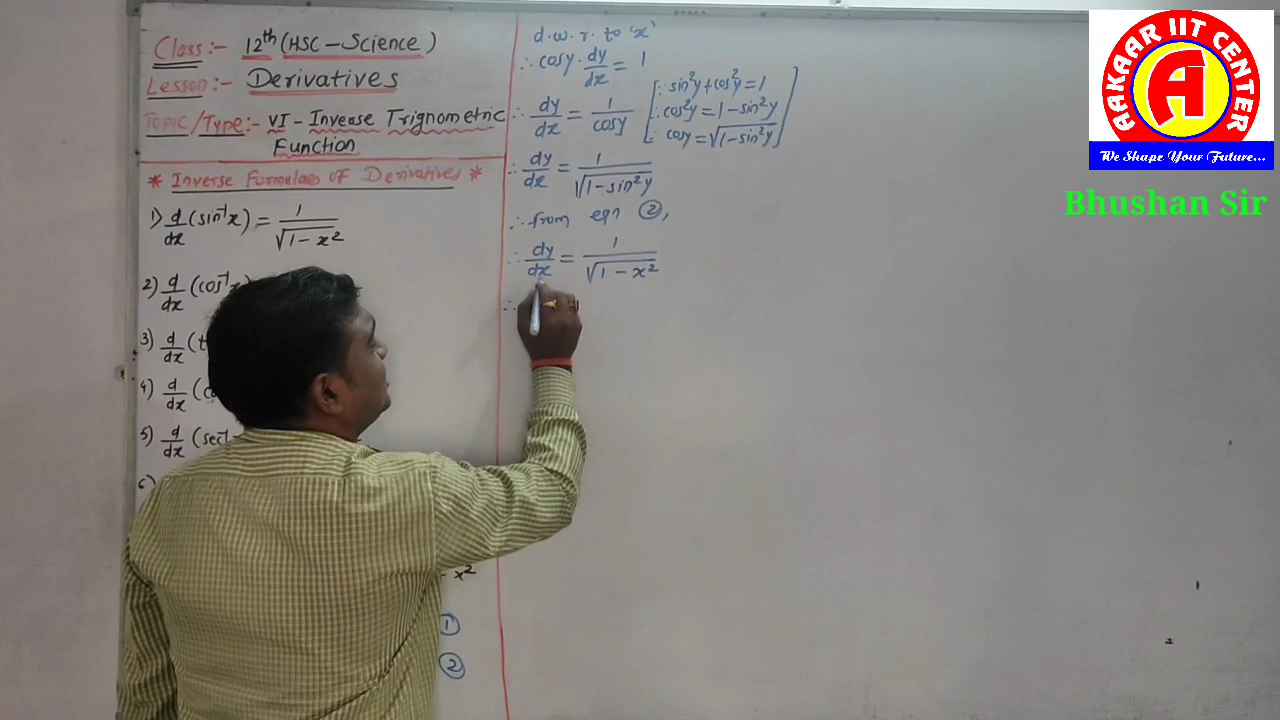 Class :- 12th (HSC-Science)
Lesson :- Derivatives
TOPIC/Type :- VI - Invease Trignometric
Function
* Inverse Formulaes of Derivatives *
1) d/dx (sin⁻¹x) = 1/√(1-x²)
2) d/dx (cos⁻¹x)
3) d/dx (t
4) d/dx (co
5) d/dx (sec⁻¹
6)
- x²
①
②
d. w. r. to 'x'
∴ cosy · dy/dx = 1
∴ dy/dx = 1/cosy [∵ sin²y + cos²y = 1
∴ cos²y = 1 - sin²y
∴ cosy = √(1-sin²y)]
∴ dy/dx = 1/√(1-sin²y)
∴ from eqn ②,
∴ dy/dx = 1/√(1-x²)
∴
AAKAAR IIT CENTER
A
We Shape Your Future...
Bhushan Sir